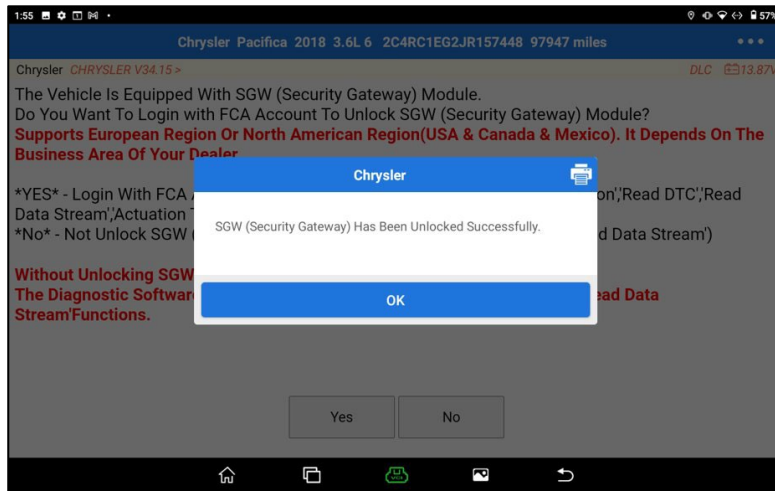 1:55
57%
Chrysler Pacifica 2018 3.6L 6 2C4RC1EG2JR157448 97947 miles
Chrysler CHRYSLER V34.15 > DLC 13.87V
The Vehicle Is Equipped With SGW (Security Gateway) Module.
Do You Want To Login with FCA Account To Unlock SGW (Security Gateway) Module?
Supports European Region Or North American Region(USA & Canada & Mexico). It Depends On The
Business Area Of Your Dealer
Chrysler
*YES* - Login With FCA on','Read DTC','Read
Data Stream','Actuation
SGW (Security Gateway) Has Been Unlocked Successfully.
*No* - Not Unlock SGW d Data Stream')
Without Unlocking SGW
The Diagnostic Softwar ead Data
OK
Stream'Functions.
Yes No